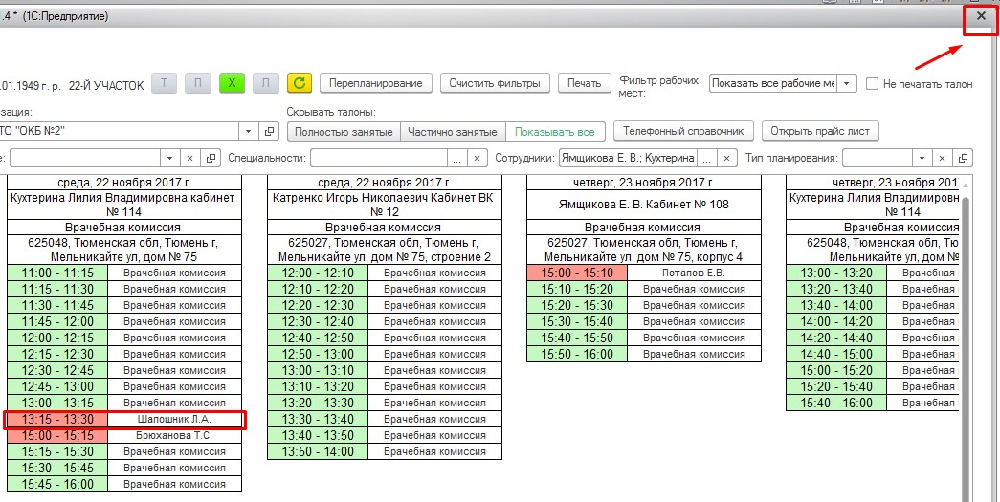 .4 * (1С:Предприятие)
.01.1949 г. р. 22-Й УЧАСТОК Т П Х Л Перепланирование Очистить фильтры Печать Фильтр рабочих мест: Показать все рабочие ме Не печатать талон
зация: Скрывать талоны:
ТО "ОКБ №2" Полностью занятые Частично занятые Показывать все Телефонный справочник Открыть прайс лист
е: Специальности: Сотрудники: Ямщикова Е. В.; Кухтерина Тип планирования:
среда, 22 ноября 2017 г.
Кухтерина Лилия Владимировна кабинет
№ 114
Врачебная комиссия
625048, Тюменская обл, Тюмень г,
Мельникайте ул, дом № 75
11:00 - 11:15 Врачебная комиссия
11:15 - 11:30 Врачебная комиссия
11:30 - 11:45 Врачебная комиссия
11:45 - 12:00 Врачебная комиссия
12:00 - 12:15 Врачебная комиссия
12:15 - 12:30 Врачебная комиссия
12:30 - 12:45 Врачебная комиссия
12:45 - 13:00 Врачебная комиссия
13:00 - 13:15 Врачебная комиссия
13:15 - 13:30 Шапошник Л.А.
15:00 - 15:15 Брюханова Т.С.
15:15 - 15:30 Врачебная комиссия
15:30 - 15:45 Врачебная комиссия
15:45 - 16:00 Врачебная комиссия
среда, 22 ноября 2017 г.
Катренко Игорь Николаевич Кабинет ВК
№ 12
Врачебная комиссия
625027, Тюменская обл, Тюмень г,
Мельникайте ул, дом № 75, строение 2
12:00 - 12:10 Врачебная комиссия
12:10 - 12:20 Врачебная комиссия
12:20 - 12:30 Врачебная комиссия
12:30 - 12:40 Врачебная комиссия
12:40 - 12:50 Врачебная комиссия
12:50 - 13:00 Врачебная комиссия
13:00 - 13:10 Врачебная комиссия
13:10 - 13:20 Врачебная комиссия
13:20 - 13:30 Врачебная комиссия
13:30 - 13:40 Врачебная комиссия
13:40 - 13:50 Врачебная комиссия
13:50 - 14:00 Врачебная комиссия
четверг, 23 ноября 2017 г.
Ямщикова Е. В. Кабинет № 108
Врачебная комиссия
625027, Тюменская обл, Тюмень г,
Мельникайте ул, дом № 75, корпус 4
15:00 - 15:10 Потапов Е.В.
15:10 - 15:20 Врачебная комиссия
15:20 - 15:30 Врачебная комиссия
15:30 - 15:40 Врачебная комиссия
15:40 - 15:50 Врачебная комиссия
15:50 - 16:00 Врачебная комиссия
четверг, 23 ноября 201
Кухтерина Лилия Владимировн
№ 114
Врачебная комиссия
625048, Тюменская обл, Тю
Мельникайте ул, дом №
13:00 - 13:20 Врачебная
13:20 - 13:40 Врачебная
13:40 - 14:00 Врачебная
14:00 - 14:20 Врачебная
14:20 - 14:40 Врачебная
14:40 - 15:00 Врачебная
15:00 - 15:20 Врачебная
15:20 - 15:40 Врачебная
15:40 - 16:00 Врачебная